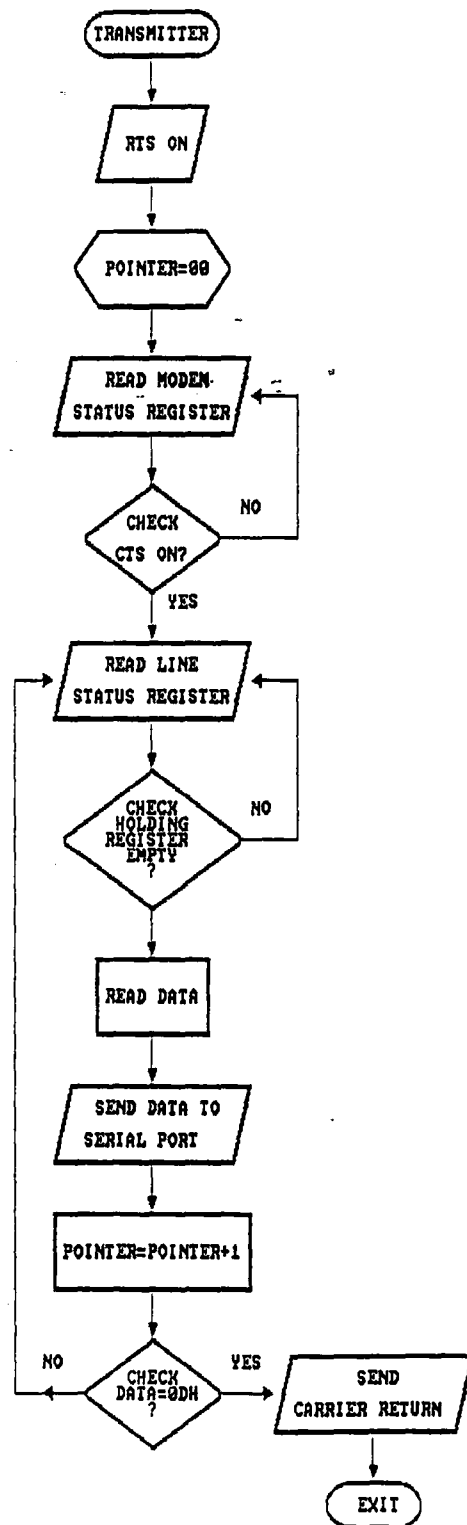 TRANSMITTER
RTS ON
POINTER=00
READ MODEM
STATUS REGISTER
NO
CHECK
CTS ON?
YES
READ LINE
STATUS REGISTER
NO
CHECK
HOLDING
REGISTER
EMPTY
?
READ DATA
SEND DATA TO
SERIAL PORT
POINTER=POINTER+1
NO
CHECK
DATA=0DH
?
YES
SEND
CARRIER RETURN
EXIT